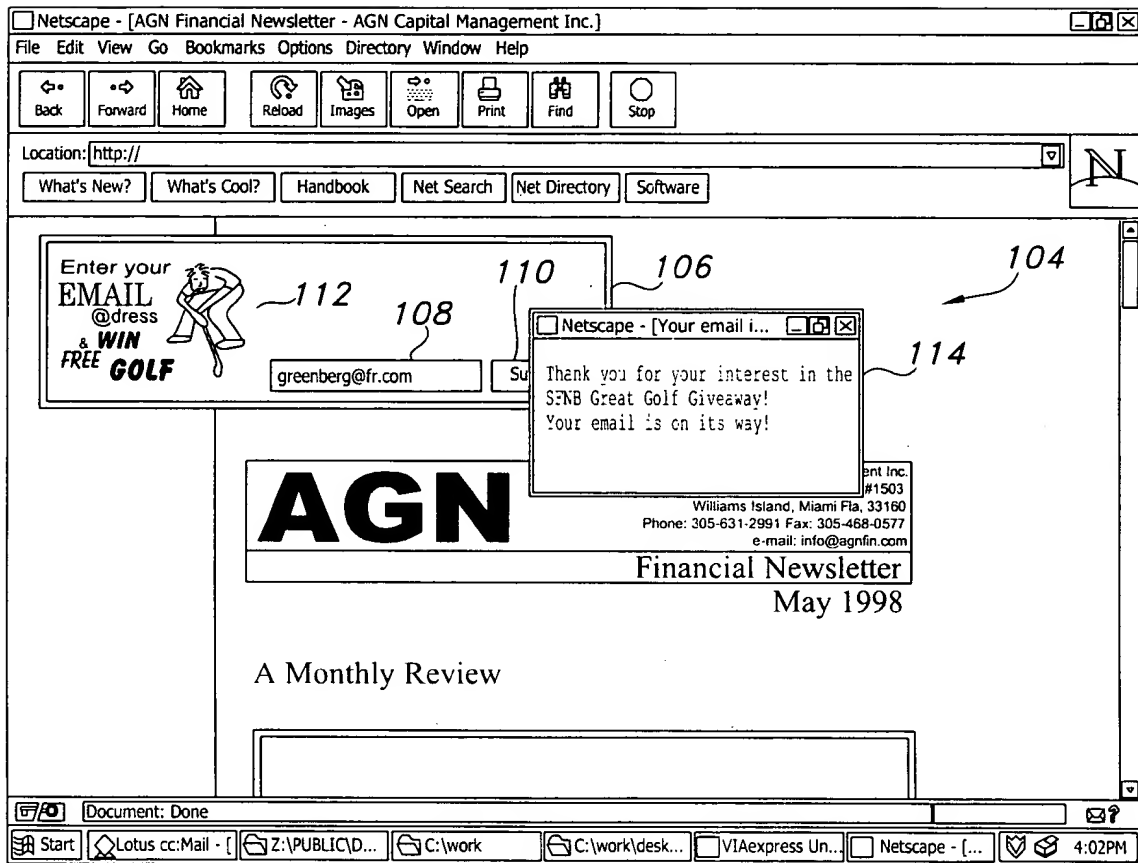 Netscape - [AGN Financial Newsletter - AGN Capital Management Inc.]
File Edit View Go Bookmarks Options Directory Window Help
Back Forward Home Reload Images Open Print Find Stop
Location: http://
N
What's New? What's Cool? Handbook Net Search Net Directory Software
104
106
110
112
108
114
Enter your
EMAIL
@dress
& WIN
FREE GOLF
greenberg@fr.com
Su
Netscape - [Your email i...
Thank you for your interest in the
SFNB Great Golf Giveaway!
Your email is on its way!
AGN
ent Inc.
#1503
Williams Island, Miami Fla, 33160
Phone: 305-631-2991 Fax: 305-468-0577
e-mail: info@agnfin.com
Financial Newsletter
May 1998
A Monthly Review
Document: Done
Start Lotus cc:Mail - [ Z:\PUBLIC\D... C:\work C:\work\desk... VIAexpress Un... Netscape - [... 4:02PM